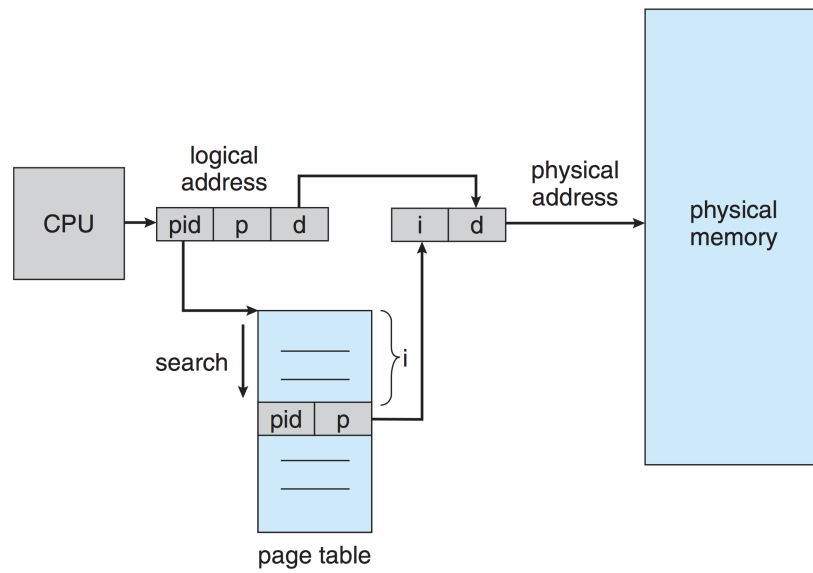 logical
address
physical
address
CPU
pid p d
i d
physical
memory
search
i
pid p
page table